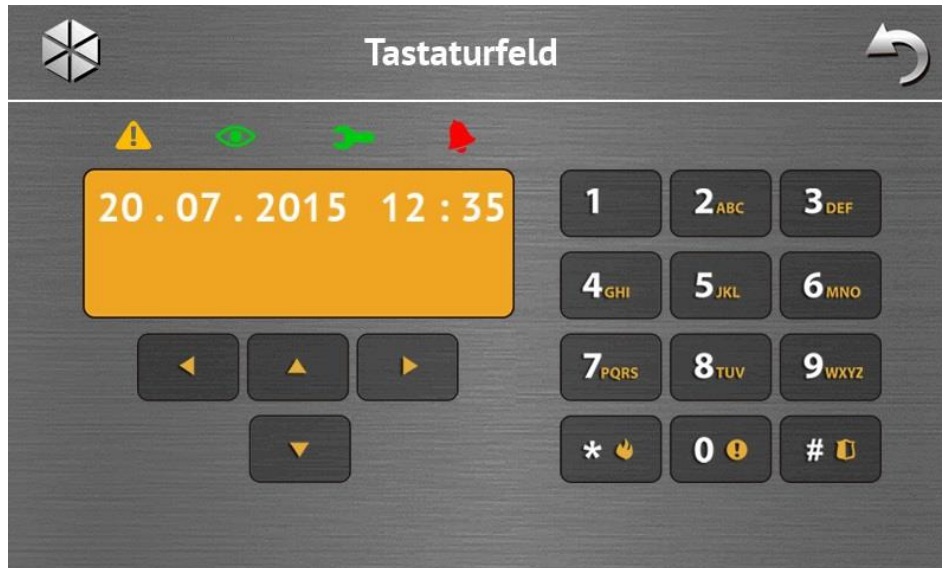 Tastaturfeld
20.07.2015 12:35
1 2ABC 3DEF
4GHI 5JKL 6MNO
7PQRS 8TUV 9WXYZ
* 0 #